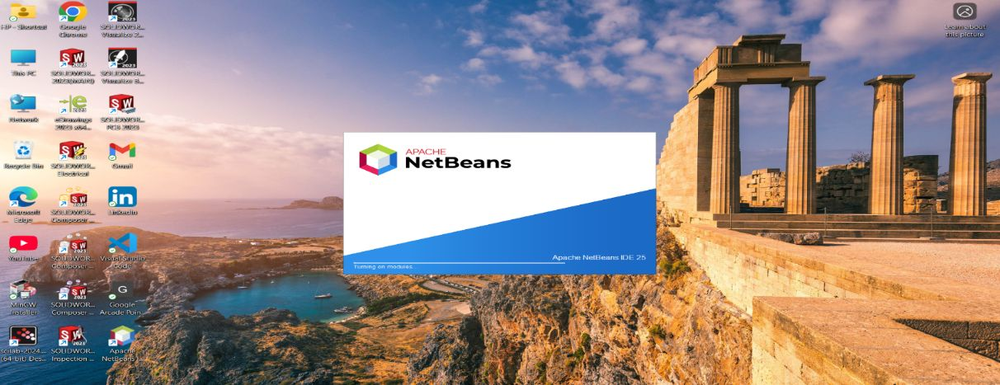 HP - Shortcut
Google
Chrome
SOLIDWOR...
Visualize 2...
This PC
SOLIDWOR...
2023(MAIN)
SOLIDWOR...
Visualize B...
Network
eDrawings
2023 x64...
SOLIDWOR...
PCB 2023
Recycle Bin
SOLIDWOR...
Electrical
Gmail
Microsoft
Edge
SOLIDWOR...
Composer ...
LinkedIn
YouTube
SOLIDWOR...
Composer ...
Visual Studio
Code
MinGW
Installer
SOLIDWOR...
Composer ...
G
Google
Arcade Poin...
scilab-2024....
(64-bit) Des...
SOLIDWOR...
Inspection ...
Apache
NetBeans
APACHE
NetBeans
Apache NetBeans IDE 25
Turning on modules...
Learn about
this picture